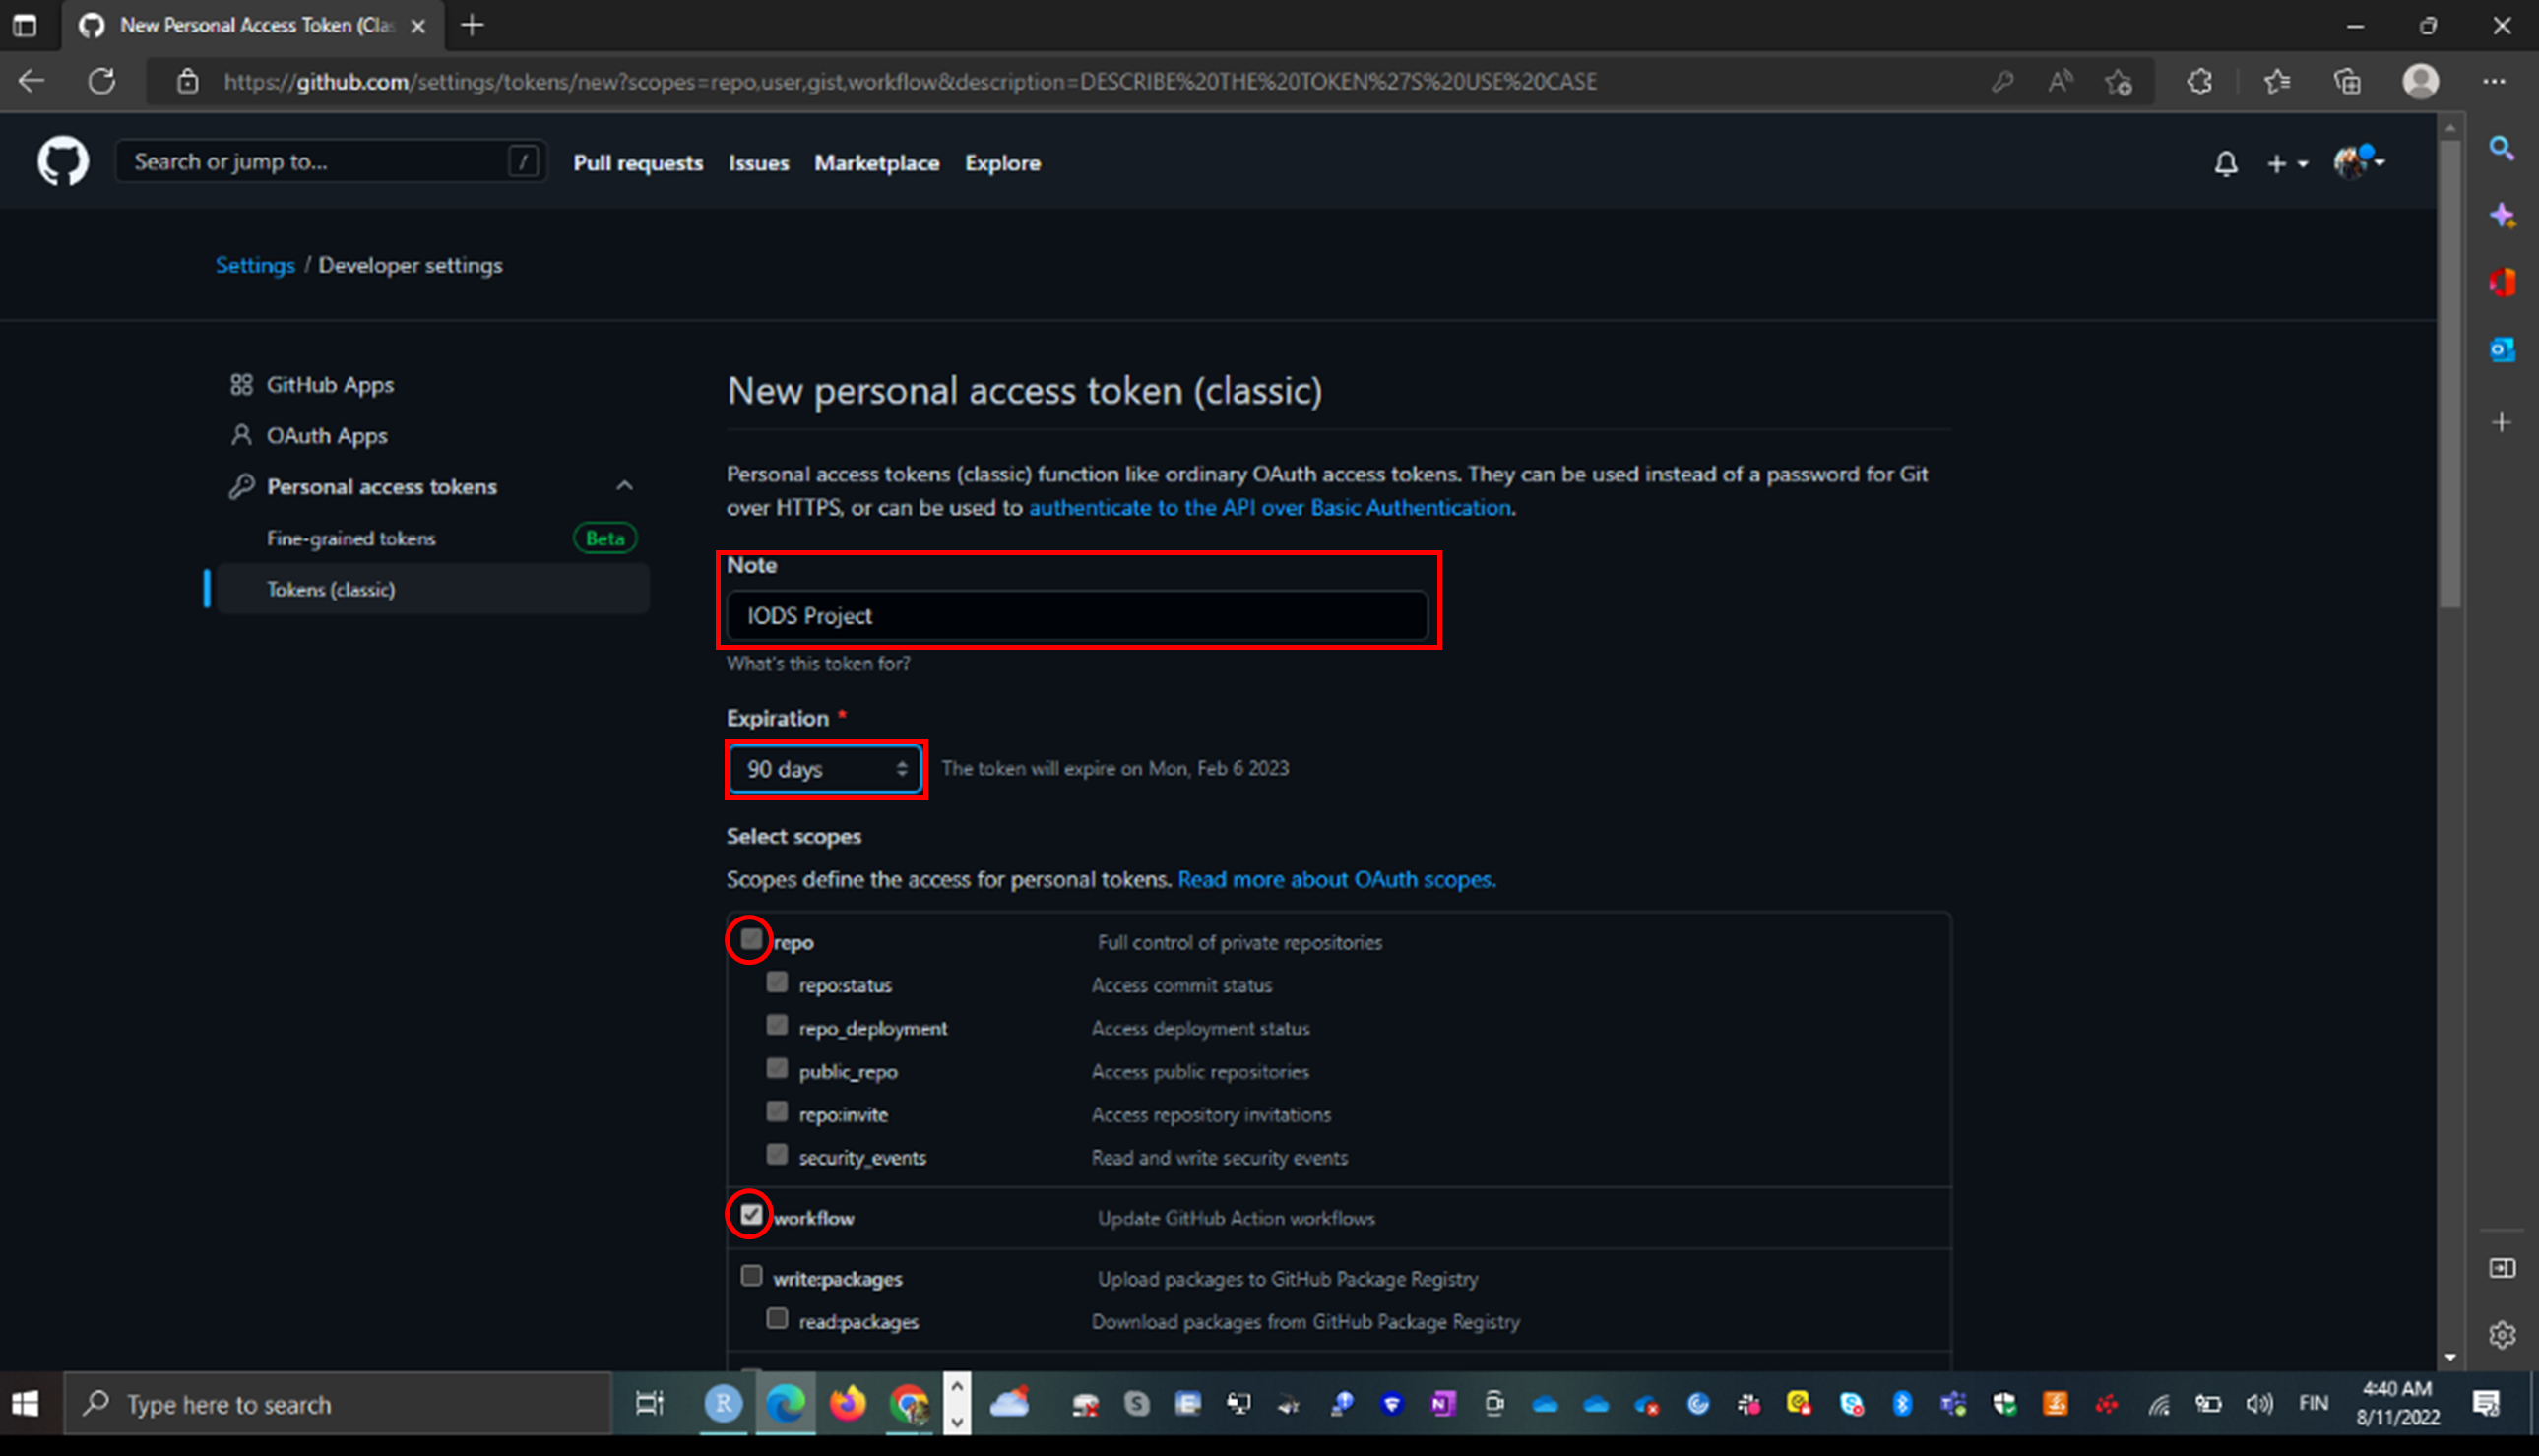 New Personal Access Token (Clas
https://github.com/settings/tokens/new?scopes=repo,user,gist,workflow&description=DESCRIBE%20THE%20TOKEN%27S%20USE%20CASE
Search or jump to...
/
Pull requests
Issues
Marketplace
Explore
Settings / Developer settings
GitHub Apps
OAuth Apps
Personal access tokens
Fine-grained tokens
Beta
Tokens (classic)
New personal access token (classic)
Personal access tokens (classic) function like ordinary OAuth access tokens. They can be used instead of a password for Git
over HTTPS, or can be used to authenticate to the API over Basic Authentication.
Note
IODS Project
What's this token for?
Expiration *
90 days
The token will expire on Mon, Feb 6 2023
Select scopes
Scopes define the access for personal tokens. Read more about OAuth scopes.
repo Full control of private repositories
repo:status Access commit status
repo_deployment Access deployment status
public_repo Access public repositories
repo:invite Access repository invitations
security_events Read and write security events
workflow Update GitHub Action workflows
write:packages Upload packages to GitHub Package Registry
read:packages Download packages from GitHub Package Registry
Type here to search
FIN
4:40 AM
8/11/2022